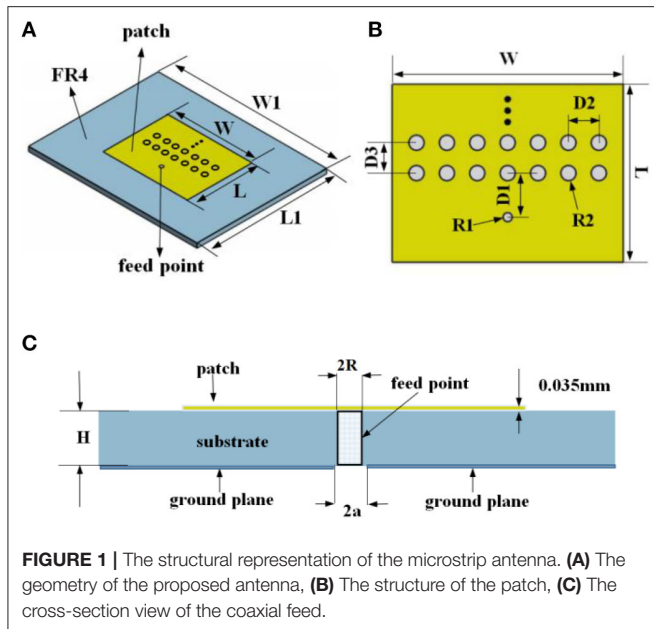 A
patch
FR4
W1
W
L
L1
feed point
B
W
D2
D3
D1
L
R1
R2
C
2R
patch
feed point
0.035mm
H
substrate
ground plane
ground plane
2a
FIGURE 1 | The structural representation of the microstrip antenna. (A) The
geometry of the proposed antenna, (B) The structure of the patch, (C) The
cross-section view of the coaxial feed.